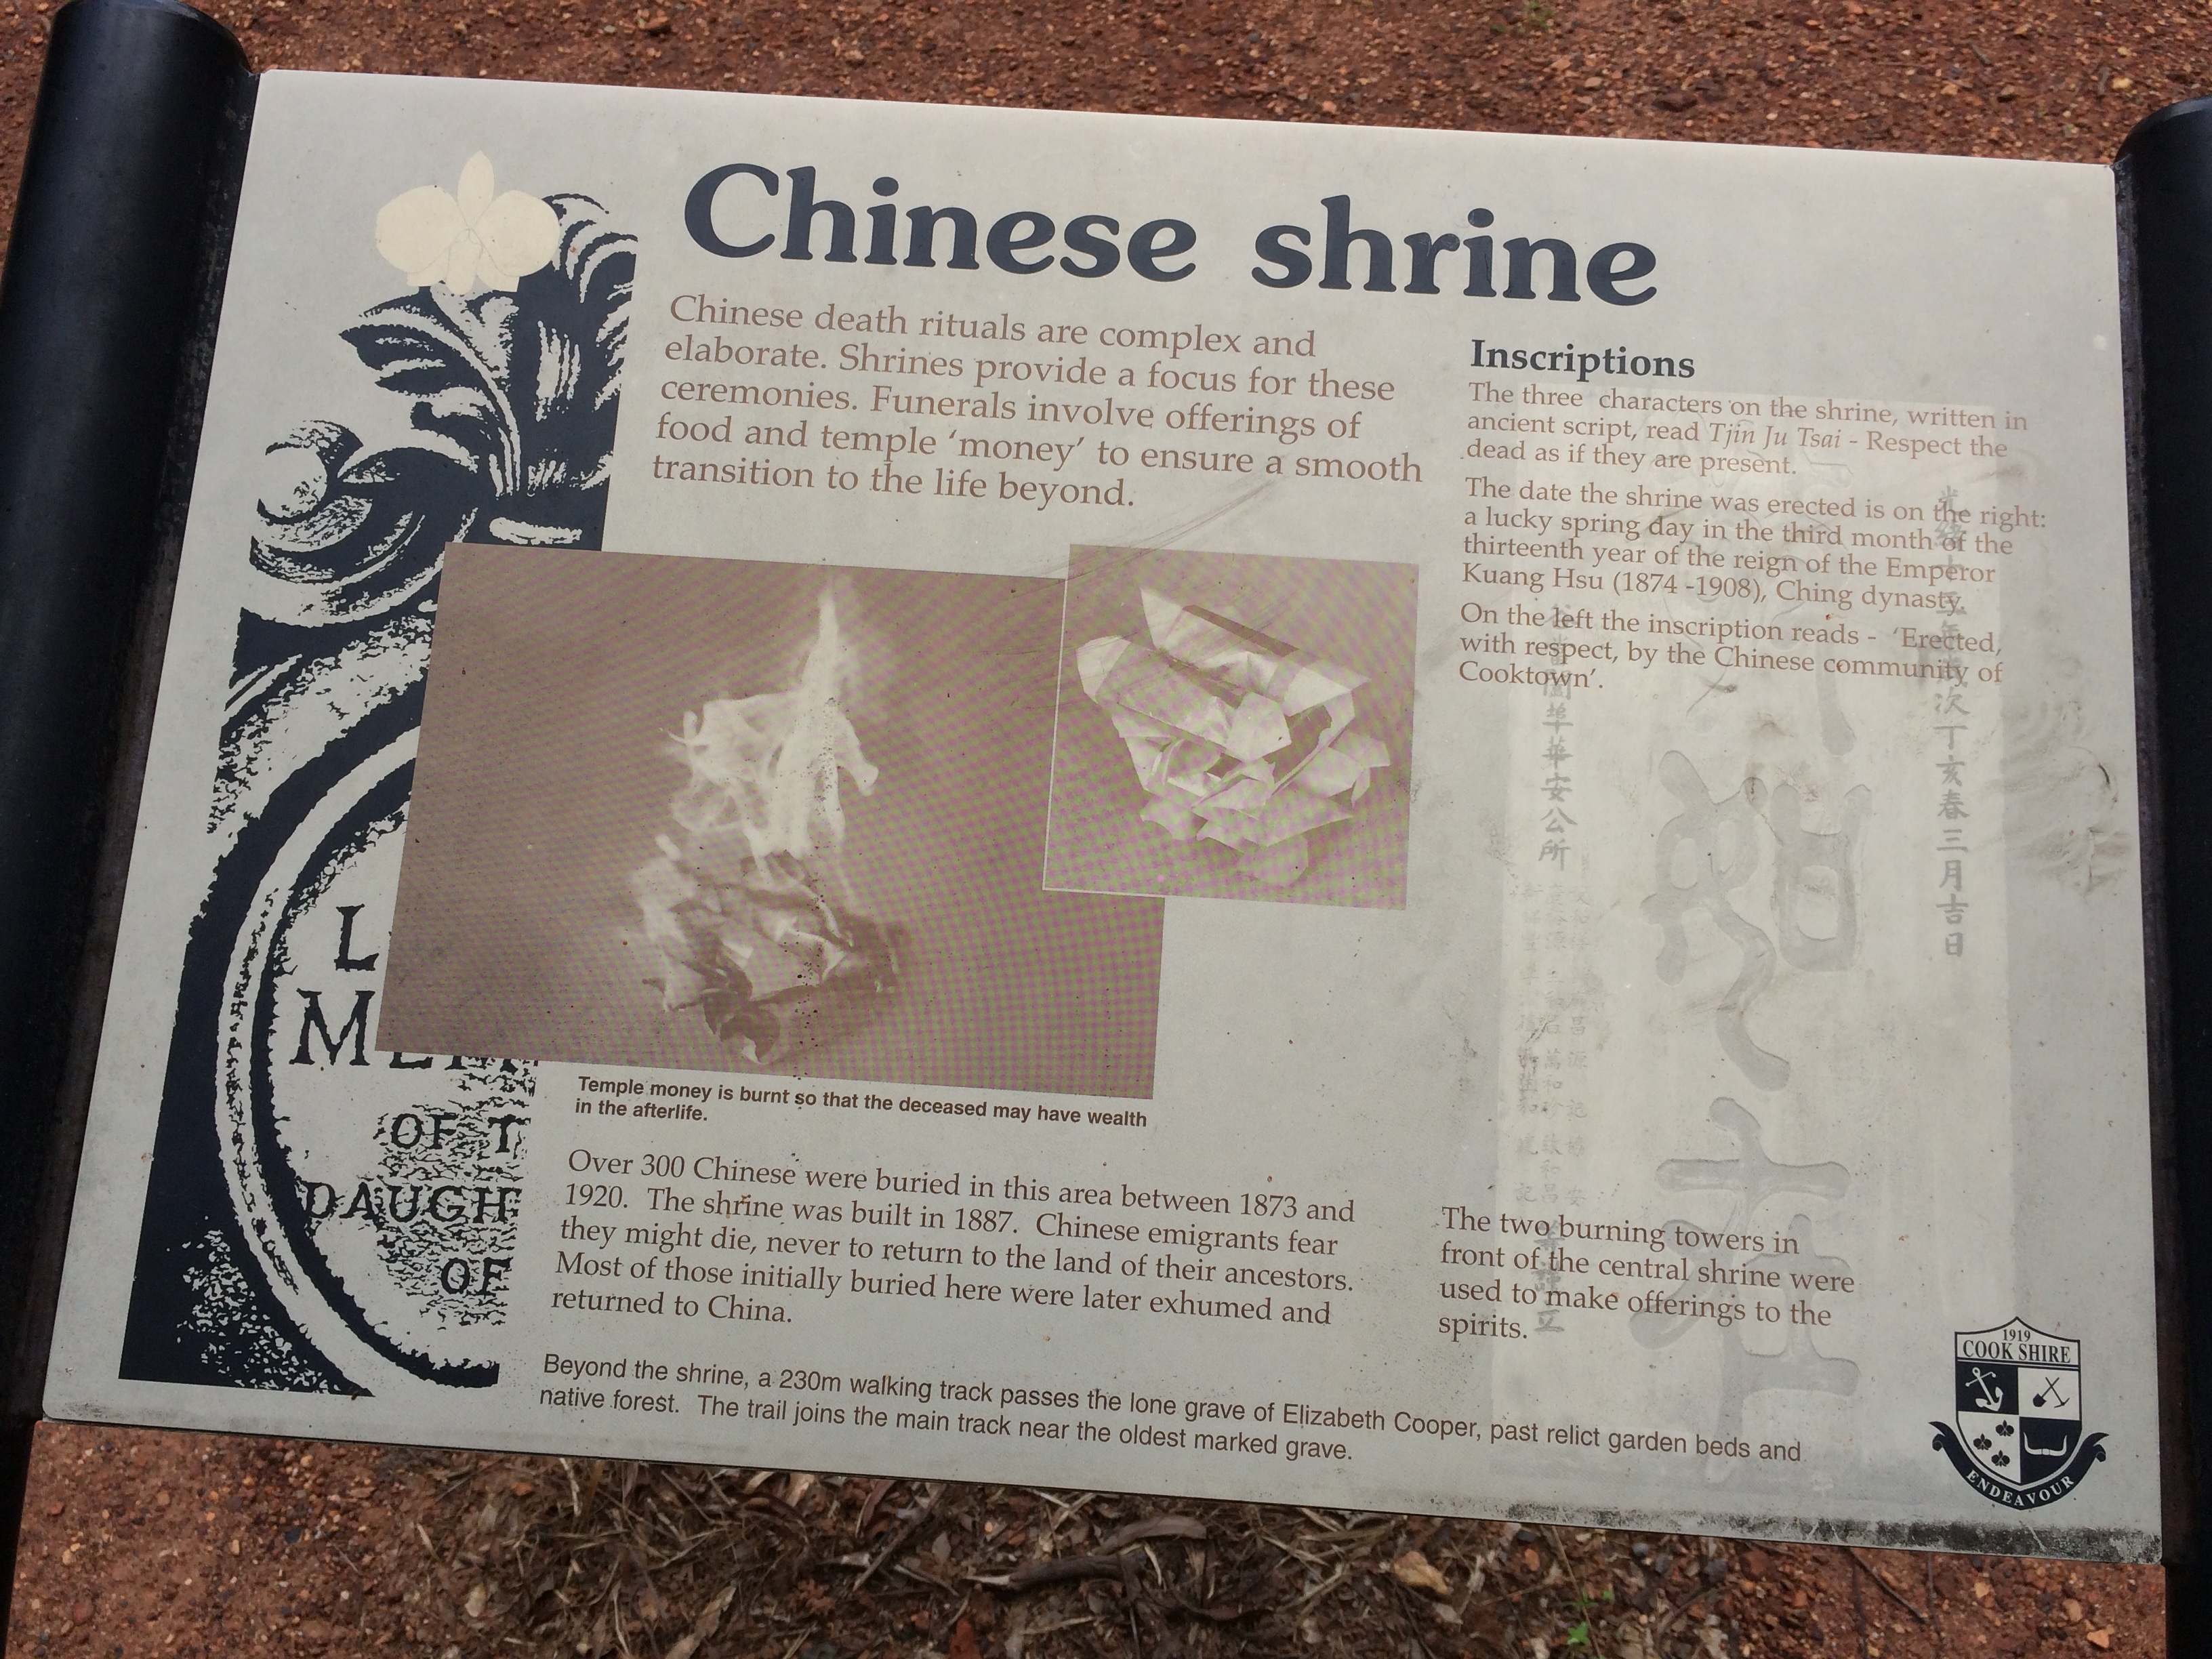 Chinese shrine
Chinese death rituals are complex and
elaborate. Shrines provide a focus for these
ceremonies. Funerals involve offerings of
food and temple ‘money’ to ensure a smooth
transition to the life beyond.
Inscriptions
The three characters on the shrine, written in
ancient script, read Tjin Ju Tsai - Respect the
dead as if they are present.
The date the shrine was erected is on the right:
a lucky spring day in the third month of the
thirteenth year of the reign of the Emperor
Kuang Hsu (1874 -1908), Ching dynasty.
On the left the inscription reads - ‘Erected,
with respect, by the Chinese community of
Cooktown’.
次丁亥春三月吉日
埠華安公所
如
在
立
L
M
OF T
DAUGH
OF
Temple money is burnt so that the deceased may have wealth
in the afterlife.
Over 300 Chinese were buried in this area between 1873 and
1920. The shrine was built in 1887. Chinese emigrants fear
they might die, never to return to the land of their ancestors.
Most of those initially buried here were later exhumed and
returned to China.
The two burning towers in
front of the central shrine were
used to make offerings to the
spirits.
Beyond the shrine, a 230m walking track passes the lone grave of Elizabeth Cooper, past relict garden beds and
native forest. The trail joins the main track near the oldest marked grave.
1919
COOK SHIRE
ENDEAVOUR